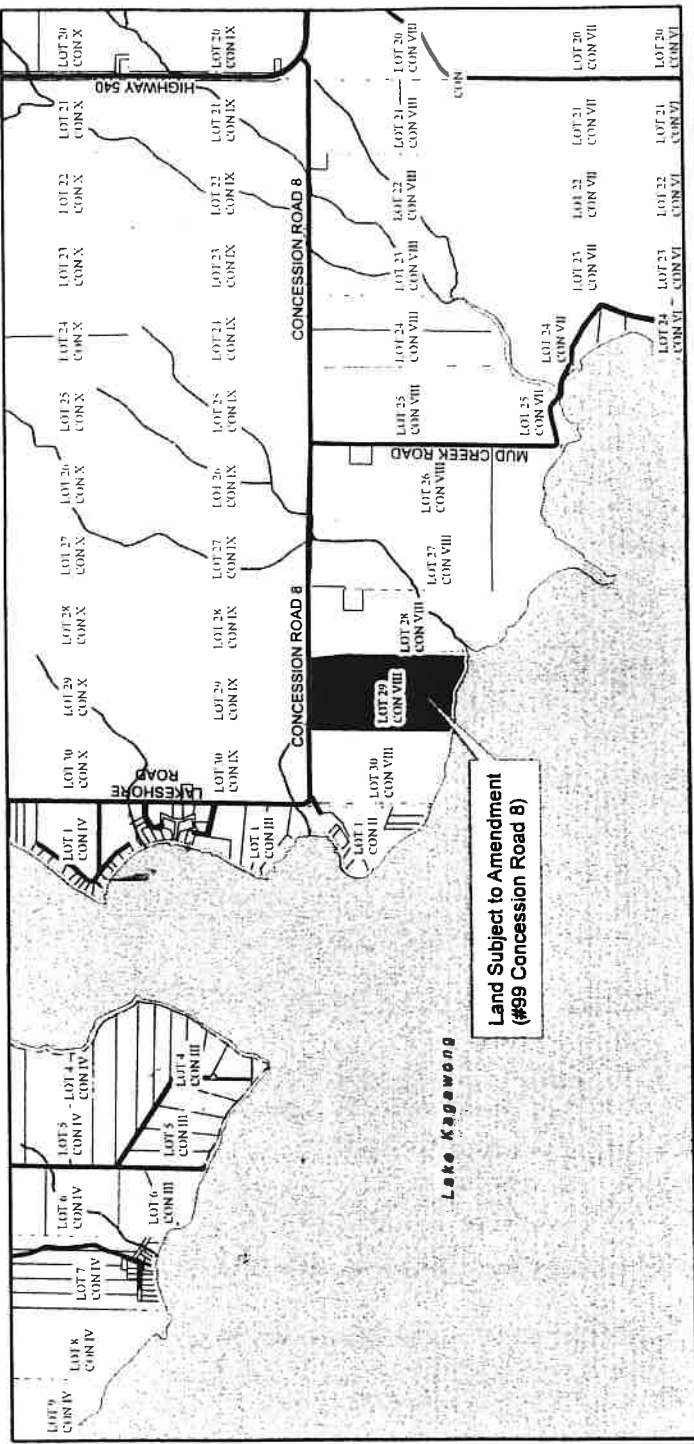 LOT 9
CON IV
LOT 8
CON IV
LOT 7
CON IV
LOT 6
CON IV
LOT 5
CON IV
LOT 4
CON IV
LOT 6
CON III
LOT 5
CON III
LOT 4
CON III
LOT 1
CON IV
LOT 1
CON III
LOT 1
CON II
LAKESHORE
ROAD
LOT 30
CON X
LOT 29
CON X
LOT 28
CON X
LOT 27
CON X
LOT 26
CON X
LOT 25
CON X
LOT 24
CON X
LOT 23
CON X
LOT 22
CON X
LOT 21
CON X
LOT 20
CON X
HIGHWAY 540
LOT 30
CON IX
LOT 29
CON IX
LOT 28
CON IX
LOT 27
CON IX
LOT 26
CON IX
LOT 25
CON IX
LOT 24
CON IX
LOT 23
CON IX
LOT 22
CON IX
LOT 21
CON IX
LOT 20
CON IX
CONCESSION ROAD 8
CONCESSION ROAD 8
LOT 30
CON VIII
LOT 29
CON VIII
LOT 28
CON VIII
LOT 27
CON VIII
LOT 26
CON VIII
MUD CREEK ROAD
LOT 25
CON VIII
LOT 24
CON VIII
LOT 23
CON VIII
LOT 22
CON VIII
LOT 21
CON VIII
LOT 20
CON VIII
CON
LOT 25
CON VII
LOT 24
CON VII
LOT 23
CON VII
LOT 22
CON VII
LOT 21
CON VII
LOT 20
CON VII
LOT 24
CON VI
LOT 23
CON VI
LOT 22
CON VI
LOT 21
CON VI
LOT 20
CON VI
Land Subject to Amendment
(#99 Concession Road 8)
Lake Kagawong